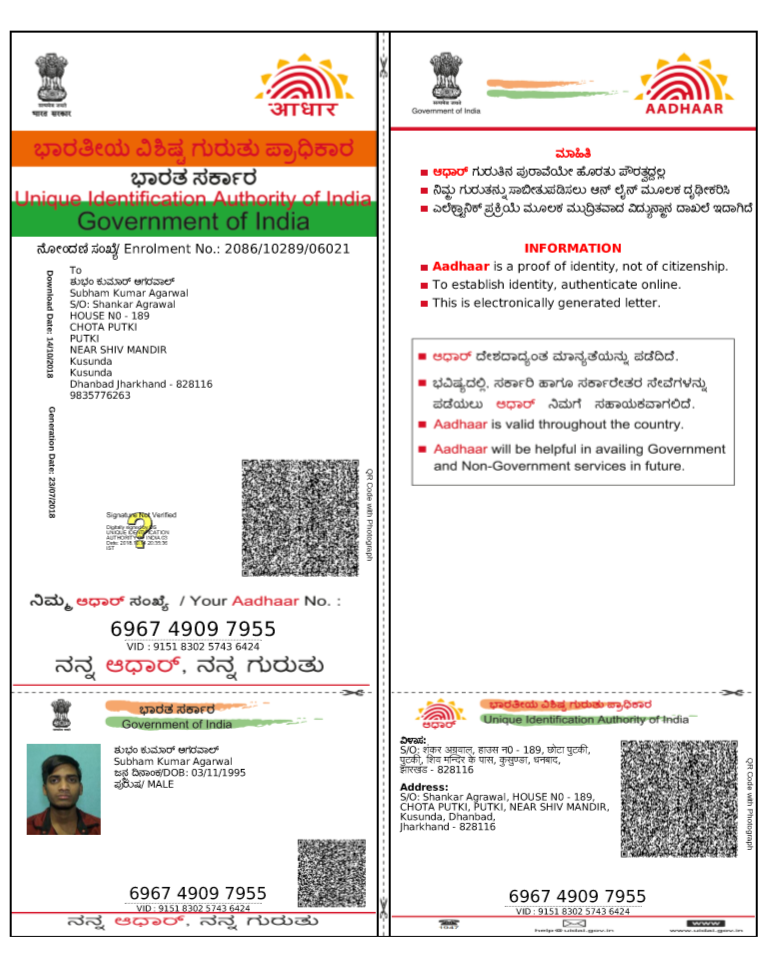 सत्यमेव जयते
भारत सरकार
आधार
ಭಾರತೀಯ ವಿಶಿಷ್ಟ ಗುರುತು ಪ್ರಾಧಿಕಾರ
ಭಾರತ ಸರ್ಕಾರ
Unique Identification Authority of India
Government of India
ನೋಂದಣಿ ಸಂಖ್ಯೆ/ Enrolment No.: 2086/10289/06021
Download Date: 14/10/2018
Generation Date: 23/07/2018
To
ಶುಭಂ ಕುಮಾರ್ ಆಗರವಾಲ್
Subham Kumar Agarwal
S/O: Shankar Agrawal
HOUSE N0 - 189
CHOTA PUTKI
PUTKI
NEAR SHIV MANDIR
Kusunda
Kusunda
Dhanbad Jharkhand - 828116
9835776263
QR Code with Photograph
Signature Not Verified
Digitally signed by DS
UNIQUE IDENTIFICATION
AUTHORITY OF INDIA 03
IST
ನಿಮ್ಮ ಆಧಾರ್ ಸಂಖ್ಯೆ / Your Aadhaar No. :
6967 4909 7955
VID : 9151 8302 5743 6424
ನನ್ನ ಆಧಾರ್, ನನ್ನ ಗುರುತು
Government of India
AADHAAR
ಮಾಹಿತಿ
ಆಧಾರ್ ಗುರುತಿನ ಪುರಾವೆಯೇ ಹೊರತು ಪೌರತ್ವದ್ದಲ್ಲ
ನಿಮ್ಮ ಗುರುತನ್ನು ಸಾಬೀತುಪಡಿಸಲು ಆನ್ ಲೈನ್ ಮೂಲಕ ದೃಢೀಕರಿಸಿ
ಎಲೆಕ್ಟ್ರಾನಿಕ್ ಪ್ರಕ್ರಿಯೆ ಮೂಲಕ ಮುದ್ರಿತವಾದ ವಿದ್ಯುನ್ಮಾನ ದಾಖಲೆ ಇದಾಗಿದೆ
INFORMATION
Aadhaar is a proof of identity, not of citizenship.
To establish identity, authenticate online.
This is electronically generated letter.
ಆಧಾರ್ ದೇಶದಾದ್ಯಂತ ಮಾನ್ಯತೆಯನ್ನು ಪಡೆದಿದೆ.
ಭವಿಷ್ಯದಲ್ಲಿ, ಸರ್ಕಾರಿ ಹಾಗೂ ಸರ್ಕಾರೇತರ ಸೇವೆಗಳನ್ನು
ಪಡೆಯಲು ಆಧಾರ್ ನಿಮಗೆ ಸಹಾಯಕವಾಗಲಿದೆ.
Aadhaar is valid throughout the country.
Aadhaar will be helpful in availing Government
and Non-Government services in future.
ಭಾರತ ಸರ್ಕಾರ
Government of India
ಶುಭಂ ಕುಮಾರ್ ಆಗರವಾಲ್
Subham Kumar Agarwal
ಜನ್ಮ ದಿನಾಂಕ/DOB: 03/11/1995
ಪುರುಷ/ MALE
6967 4909 7955
VID : 9151 8302 5743 6424
ನನ್ನ ಆಧಾರ್, ನನ್ನ ಗುರುತು
ಆಧಾರ್
ಭಾರತೀಯ ವಿಶಿಷ್ಟ ಗುರುತು ಪ್ರಾಧಿಕಾರ
Unique Identification Authority of India
ವಿಳಾಸ:
S/O: शंकर अग्रवाल, हाउस न0 - 189, छोटा पुटकी,
पुटकी, शिव मन्दिर के पास, कुसुण्डा, धनबाद,
झारखंड - 828116
Address:
S/O: Shankar Agrawal, HOUSE N0 - 189,
CHOTA PUTKI, PUTKI, NEAR SHIV MANDIR,
Kusunda, Dhanbad,
Jharkhand - 828116
QR Code with Photograph
6967 4909 7955
VID : 9151 8302 5743 6424
1947
help@uidai.gov.in
www
www.uidai.gov.in